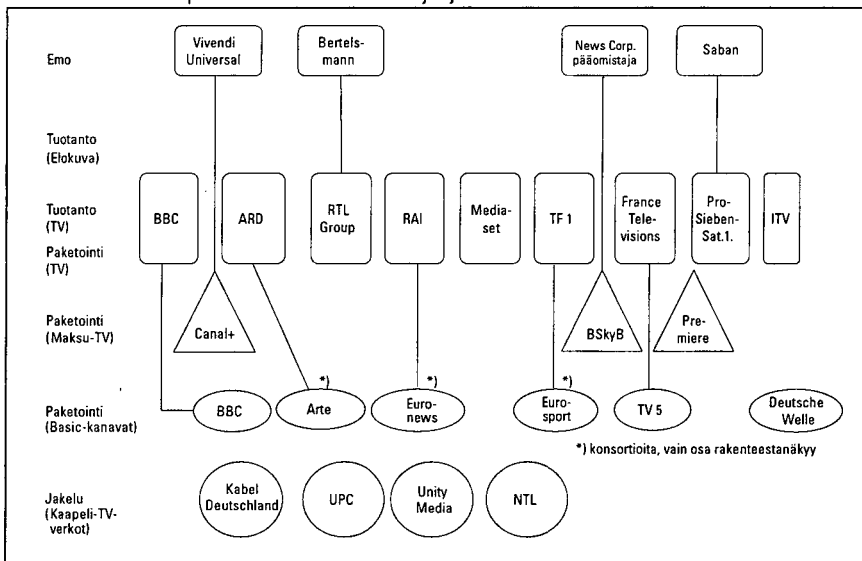 Emo
Vivendi
Universal
Bertels-
mann
News Corp.
pääomistaja
Saban
Tuotanto
(Elokuva)
Tuotanto
(TV)
Paketointi
(TV)
BBC
ARD
RTL
Group
RAI
Media-
set
TF 1
France
Tele-
visions
Pro-
Sieben-
Sat.1.
ITV
Paketointi
(Maksu-TV)
Canal+
BSkyB
Pre-
miere
*)
*)
*)
Paketointi
(Basic-kanavat)
BBC
Arte
Euro-
news
Euro-
sport
TV 5
Deutsche
Welle
*) konsortioita, vain osa rakenteestanäkyy
Jakelu
(Kaapeli-TV-
verkot)
Kabel
Deutschland
UPC
Unity
Media
NTL